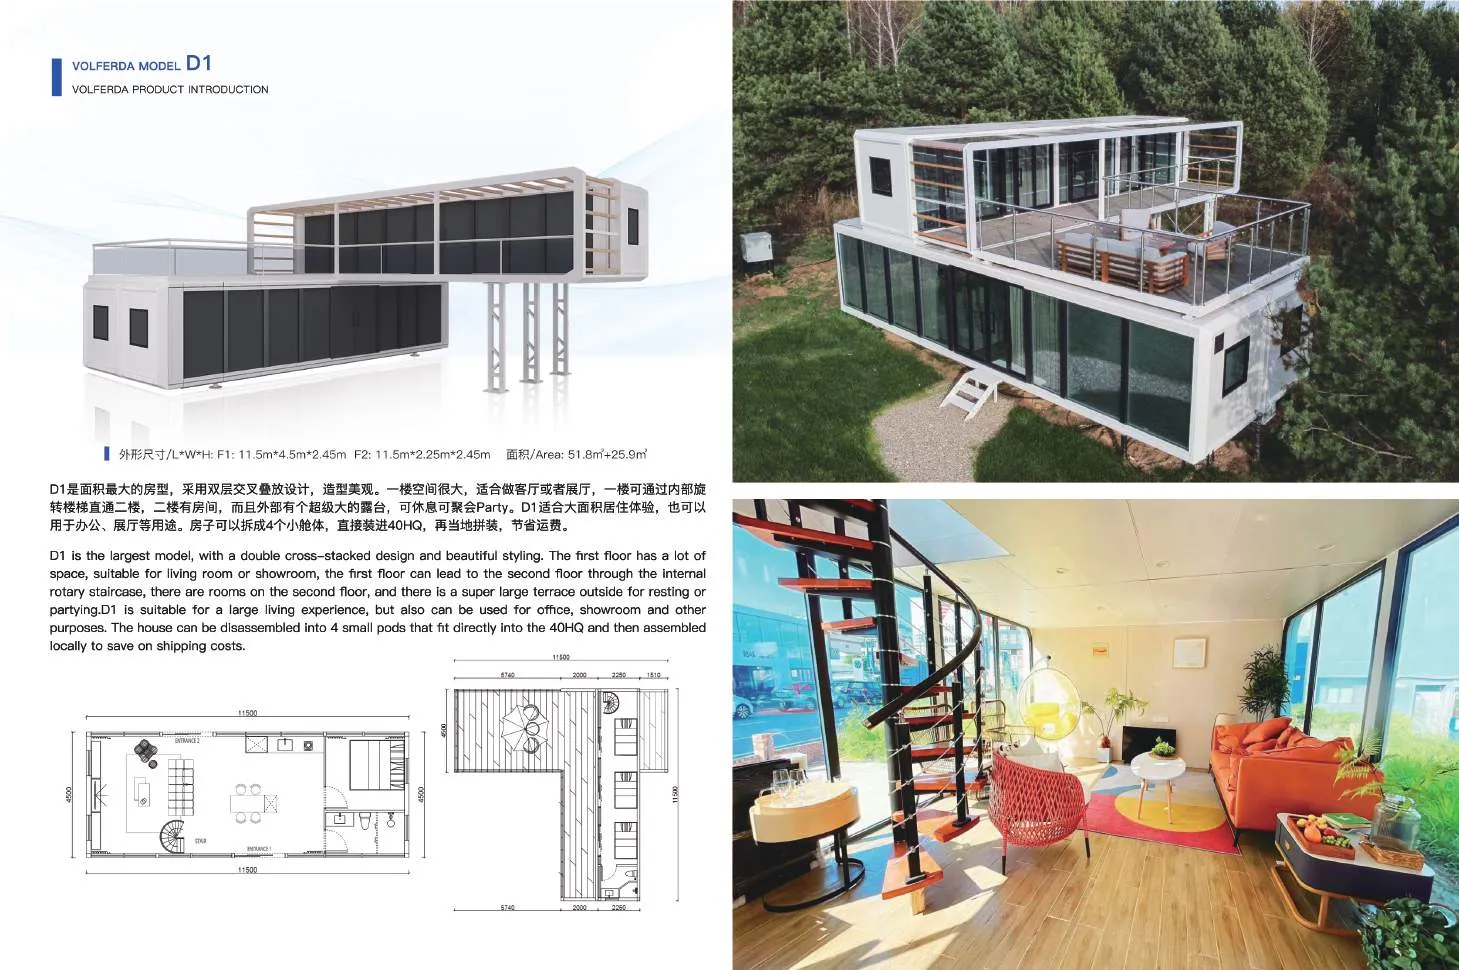 VOLFERDA MODEL D1
VOLFERDA PRODUCT INTRODUCTION
外形尺寸/L*W*H: F1: 11.5m*4.5m*2.45m F2: 11.5m*2.25m*2.45m 面积/Area: 51.8㎡+25.9㎡
D1是面积最大的房型，采用双层交叉叠放设计，造型美观。一楼空间很大，适合做客厅或者展厅，一楼可通过内部旋
转楼梯直通二楼，二楼有房间，而且外部有个超级大的露台，可休息可聚会Party。D1适合大面积居住体验，也可以
用于办公、展厅等用途。房子可以拆成4个小舱体，直接装进40HQ，再当地拼装，节省运费。
D1 is the largest model, with a double cross-stacked design and beautiful styling. The first floor has a lot of
space, suitable for living room or showroom, the first floor can lead to the second floor through the internal
rotary staircase, there are rooms on the second floor, and there is a super large terrace outside for resting or
partying.D1 is suitable for a large living experience, but also can be used for office, showroom and other
purposes. The house can be disassembled into 4 small pods that fit directly into the 40HQ and then assembled
locally to save on shipping costs.
11500
4500
ENTRANCE 2
STAIR
ENTRANCE 1
4500
11500
11500
5740 2000 2250 1510
4500
11500
5740 2000 2250